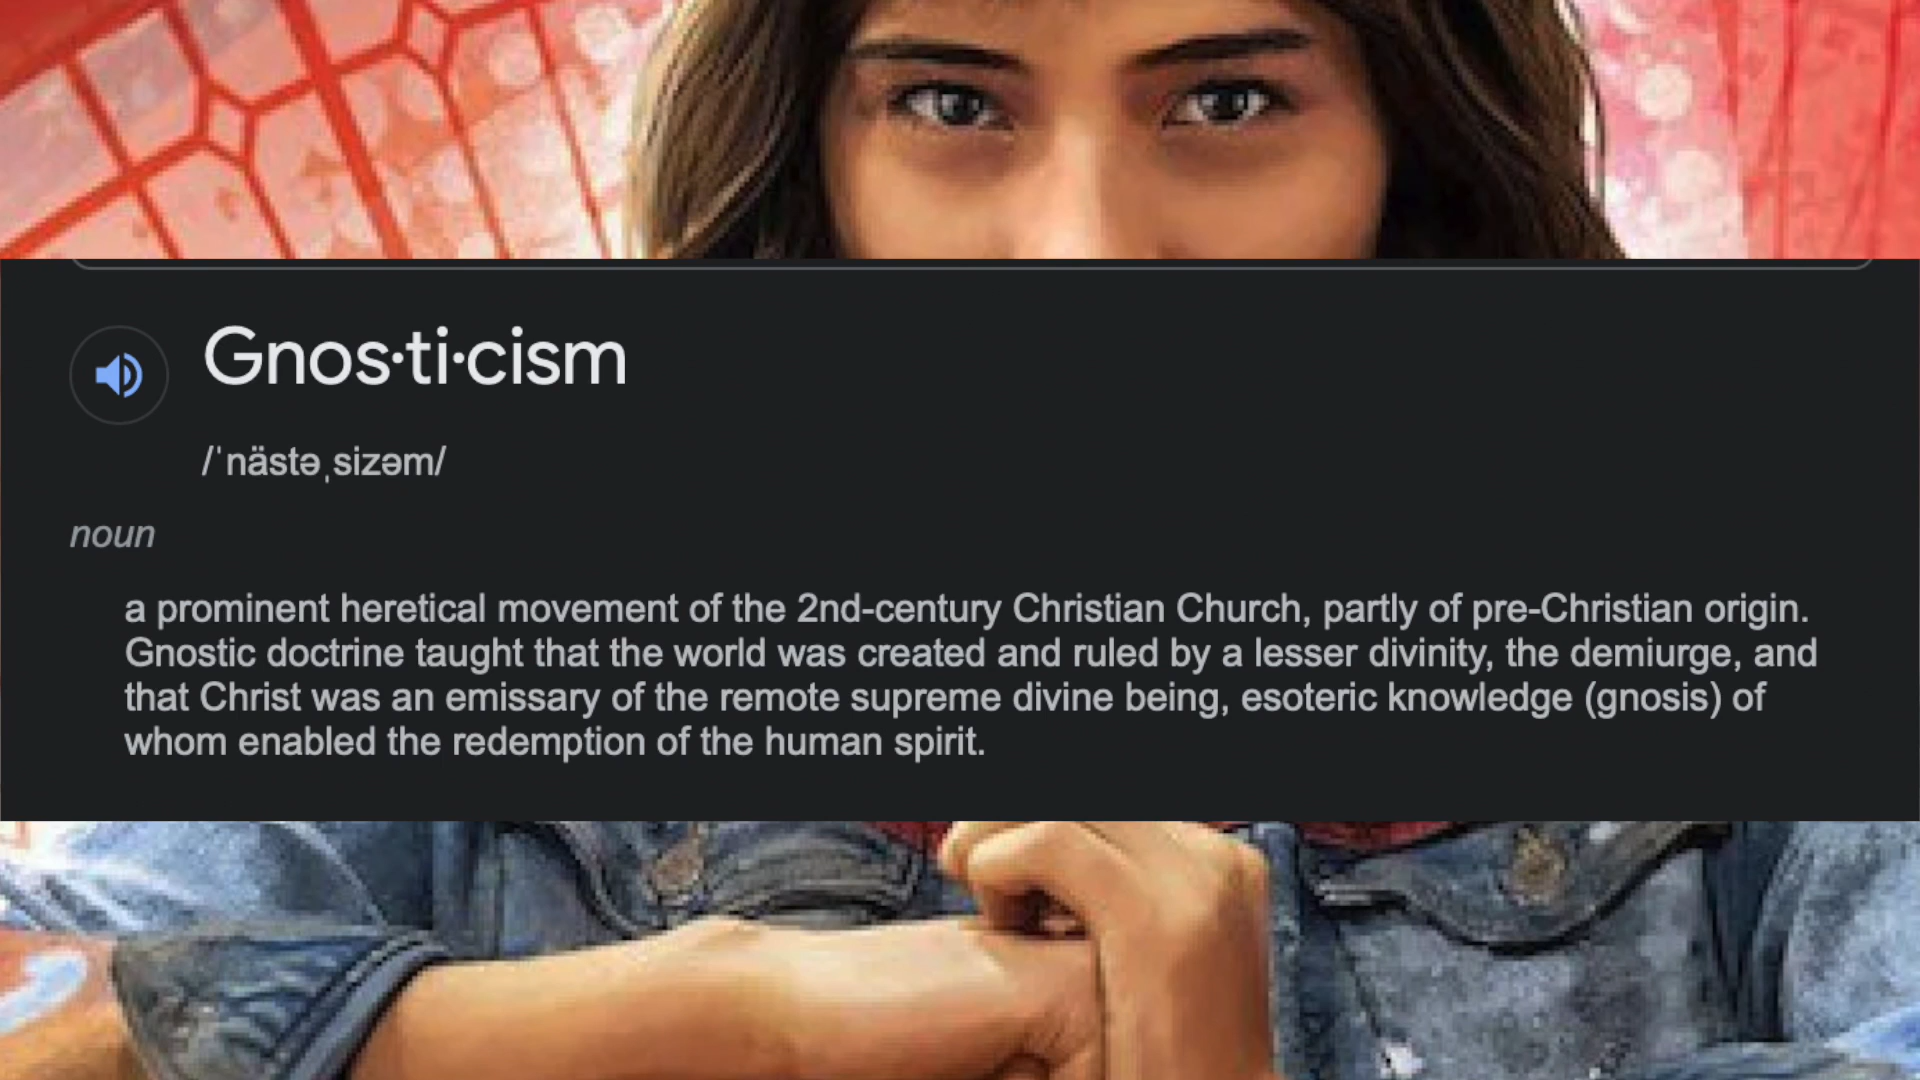 Gnos·ti·cism
/ˈnästəˌsizəm/
noun
a prominent heretical movement of the 2nd-century Christian Church, partly of pre-Christian origin.
Gnostic doctrine taught that the world was created and ruled by a lesser divinity, the demiurge, and
that Christ was an emissary of the remote supreme divine being, esoteric knowledge (gnosis) of
whom enabled the redemption of the human spirit.